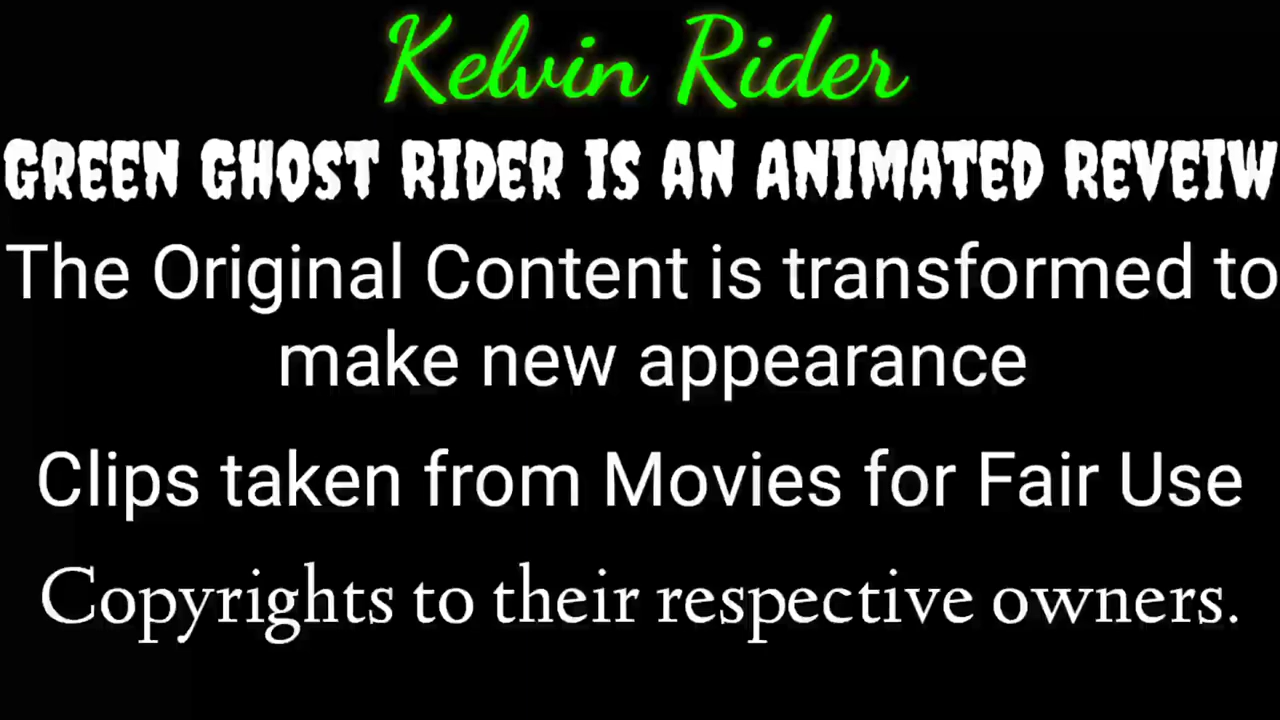 Kelvin Rider
GREEN GHOST RIDER IS AN ANIMATED REVEIW
The Original Content is transformed to
make new appearance
Clips taken from Movies for Fair Use
Copyrights to their respective owners.